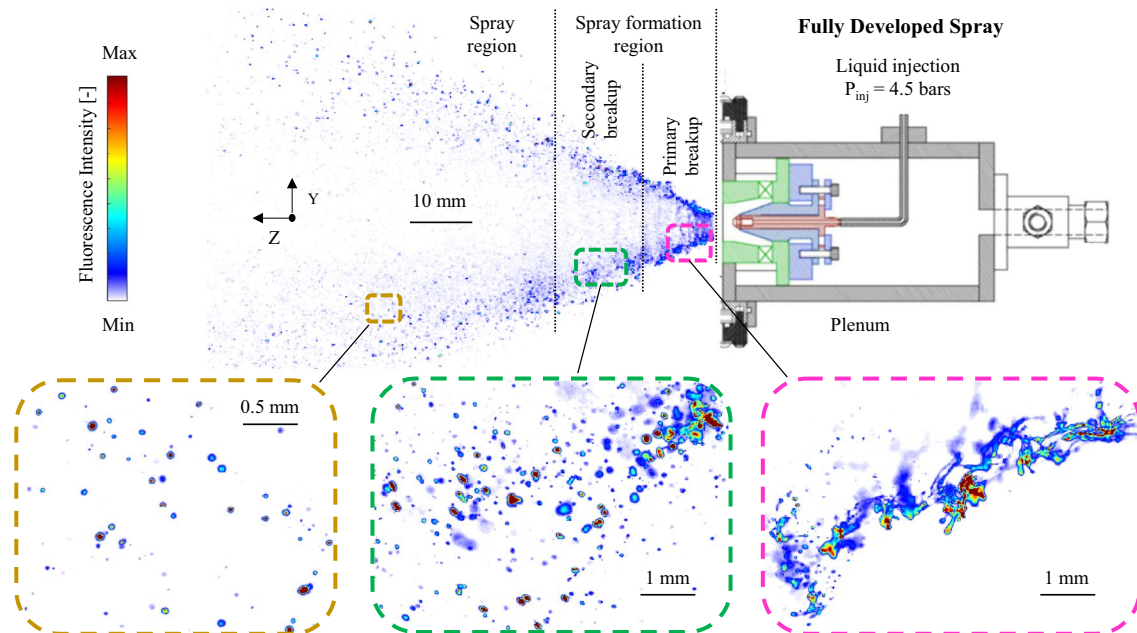 Max
Fluorescence Intensity [-]
Min
Spray
region
Spray formation
region
Secondary
breakup
Primary
breakup
Fully Developed Spray
Liquid injection
P_inj = 4.5 bars
Y
Z
10 mm
Plenum
0.5 mm
1 mm
1 mm